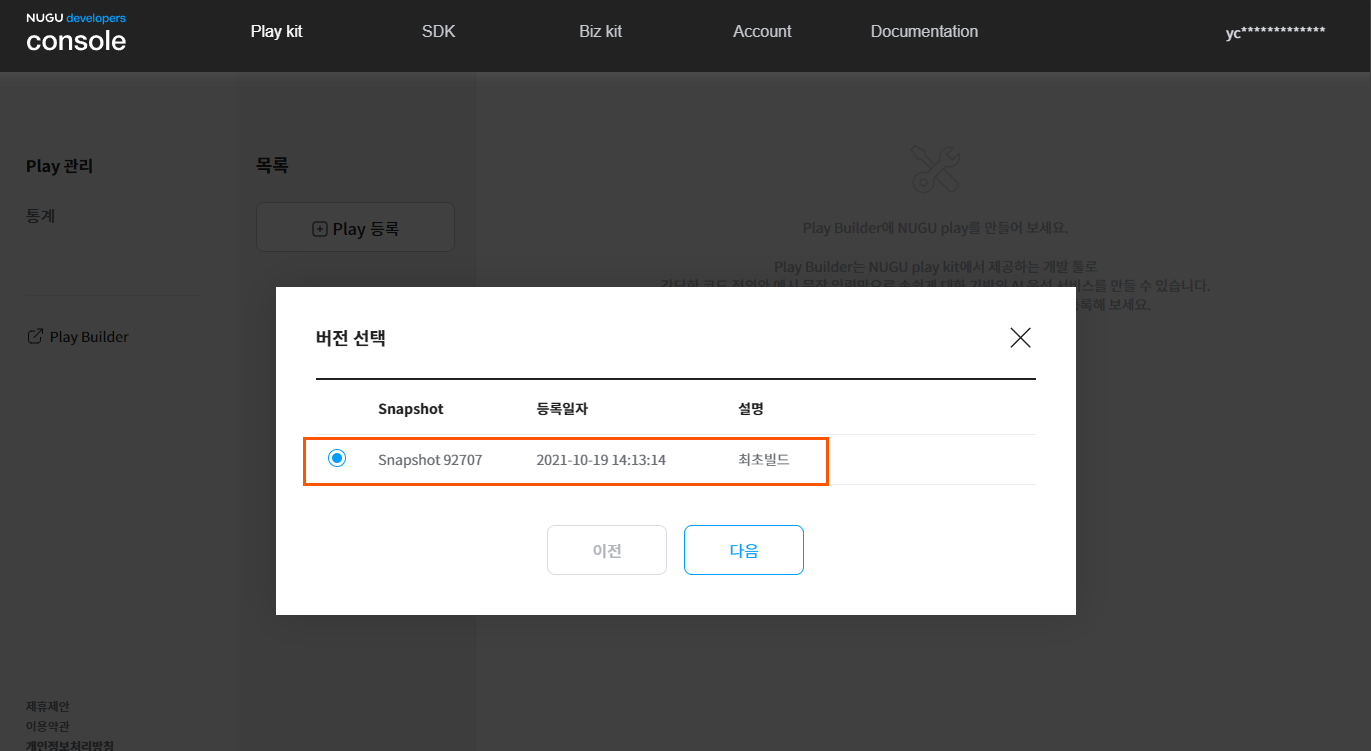 NUGU developers
console
Play kit
SDK
Biz kit
Account
Documentation
yc*************
Play 관리
통계
Play Builder
목록
Play 등록
Play Builder에 NUGU play를 만들어 보세요.
Play Builder는 NUGU play kit에서 제공하는 개발 툴로
스를 만들 수 있습니다.
록해 보세요.
버전 선택
Snapshot 등록일자 설명
Snapshot 92707 2021-10-19 14:13:14 최초빌드
이전
다음
제휴제안
이용약관
개인정보처리방침